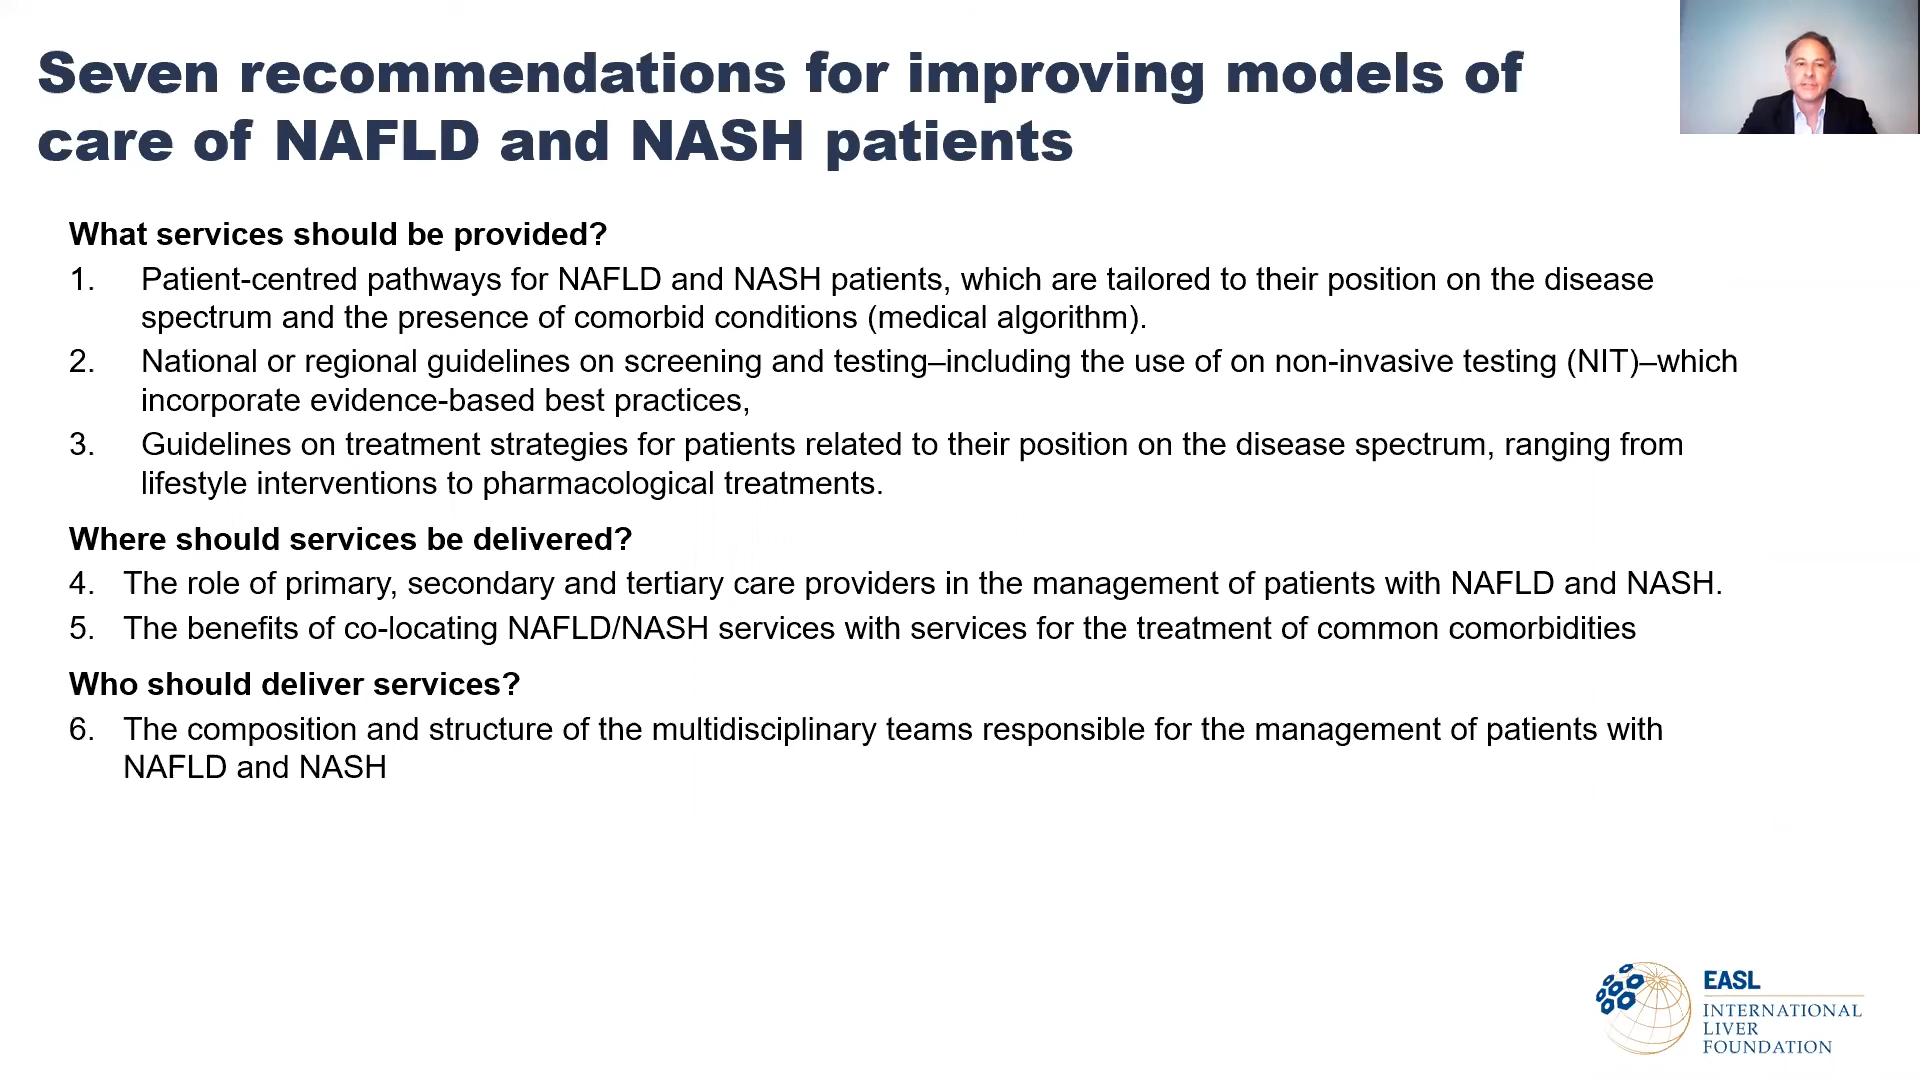 Seven recommendations for improving models of
care of NAFLD and NASH patients
What services should be provided?
1. Patient-centred pathways for NAFLD and NASH patients, which are tailored to their position on the disease
spectrum and the presence of comorbid conditions (medical algorithm).
2. National or regional guidelines on screening and testing–including the use of on non-invasive testing (NIT)–which
incorporate evidence-based best practices,
3. Guidelines on treatment strategies for patients related to their position on the disease spectrum, ranging from
lifestyle interventions to pharmacological treatments.
Where should services be delivered?
4. The role of primary, secondary and tertiary care providers in the management of patients with NAFLD and NASH.
5. The benefits of co-locating NAFLD/NASH services with services for the treatment of common comorbidities
Who should deliver services?
6. The composition and structure of the multidisciplinary teams responsible for the management of patients with
NAFLD and NASH
EASL
INTERNATIONAL
LIVER
FOUNDATION